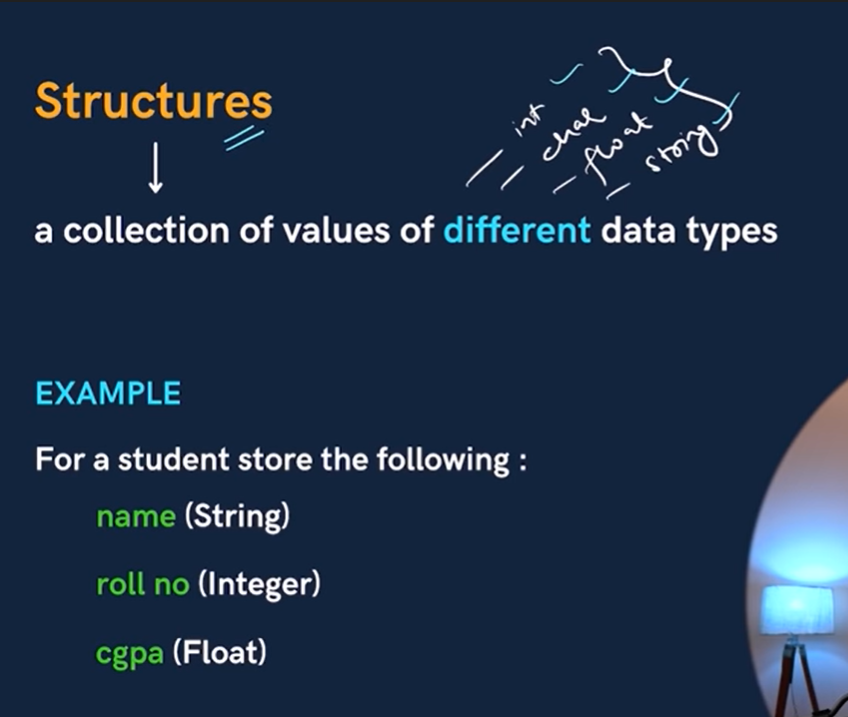 Structures
int
char
float
string
a collection of values of different data types
EXAMPLE
For a student store the following :
name (String)
roll no (Integer)
cgpa (Float)